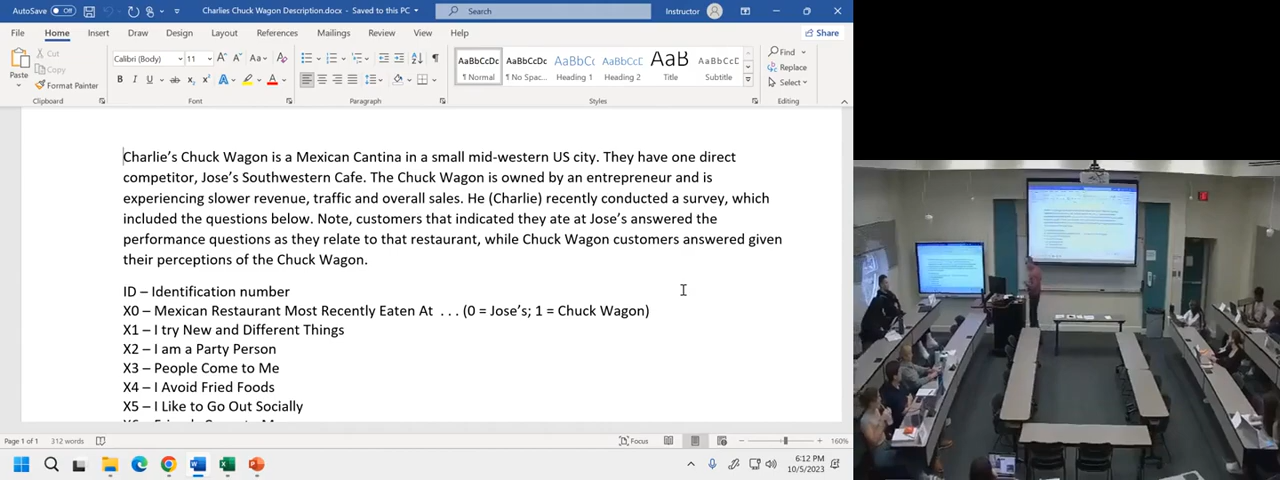 AutoSave Off Charlies Chuck Wagon Description.docx - Saved to this PC Search Instructor
File Home Insert Draw Design Layout References Mailings Review View Help Share
Paste Cut Copy Format Painter
Calibri (Body) 11
AaBbCcDc ¶ Normal AaBbCcDc ¶ No Spac... AaBbCc Heading 1 AaBbCcD Heading 2 AaB Title AaBbCcD Subtitle
Find Replace Select
Clipboard Font Paragraph Styles Editing
Charlie's Chuck Wagon is a Mexican Cantina in a small mid-western US city. They have one direct
competitor, Jose's Southwestern Cafe. The Chuck Wagon is owned by an entrepreneur and is
experiencing slower revenue, traffic and overall sales. He (Charlie) recently conducted a survey, which
included the questions below. Note, customers that indicated they ate at Jose's answered the
performance questions as they relate to that restaurant, while Chuck Wagon customers answered given
their perceptions of the Chuck Wagon.
ID – Identification number
X0 – Mexican Restaurant Most Recently Eaten At . . . (0 = Jose's; 1 = Chuck Wagon)
X1 – I try New and Different Things
X2 – I am a Party Person
X3 – People Come to Me
X4 – I Avoid Fried Foods
X5 – I Like to Go Out Socially
Page 1 of 1 312 words Focus 160%
6:12 PM
10/5/2023